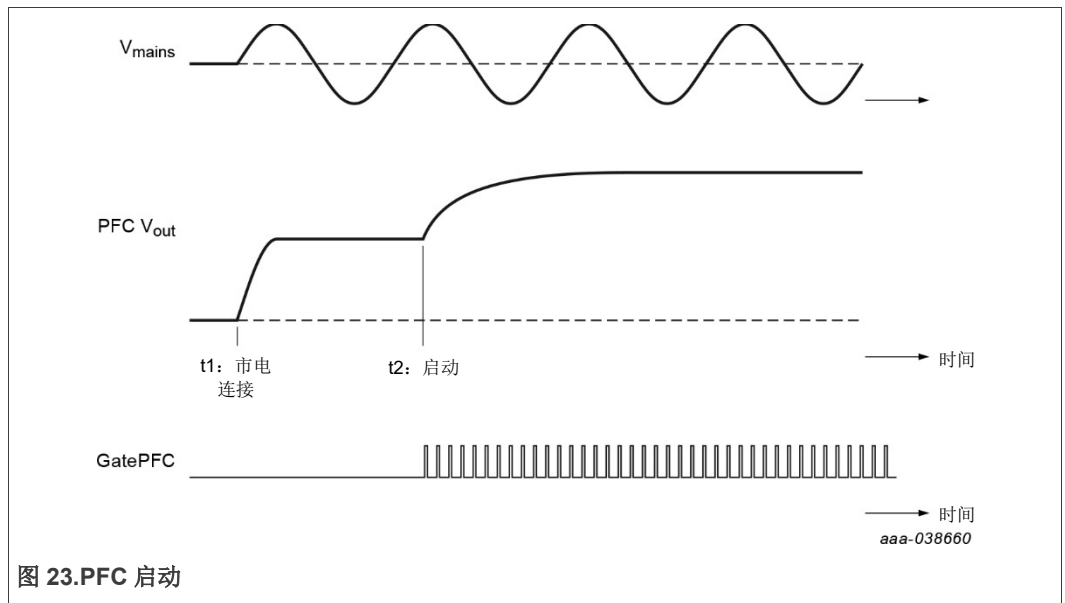 Vmains
PFC Vout
t1：市电
连接
t2：启动
时间
GatePFC
时间
aaa-038660
图 23.PFC 启动